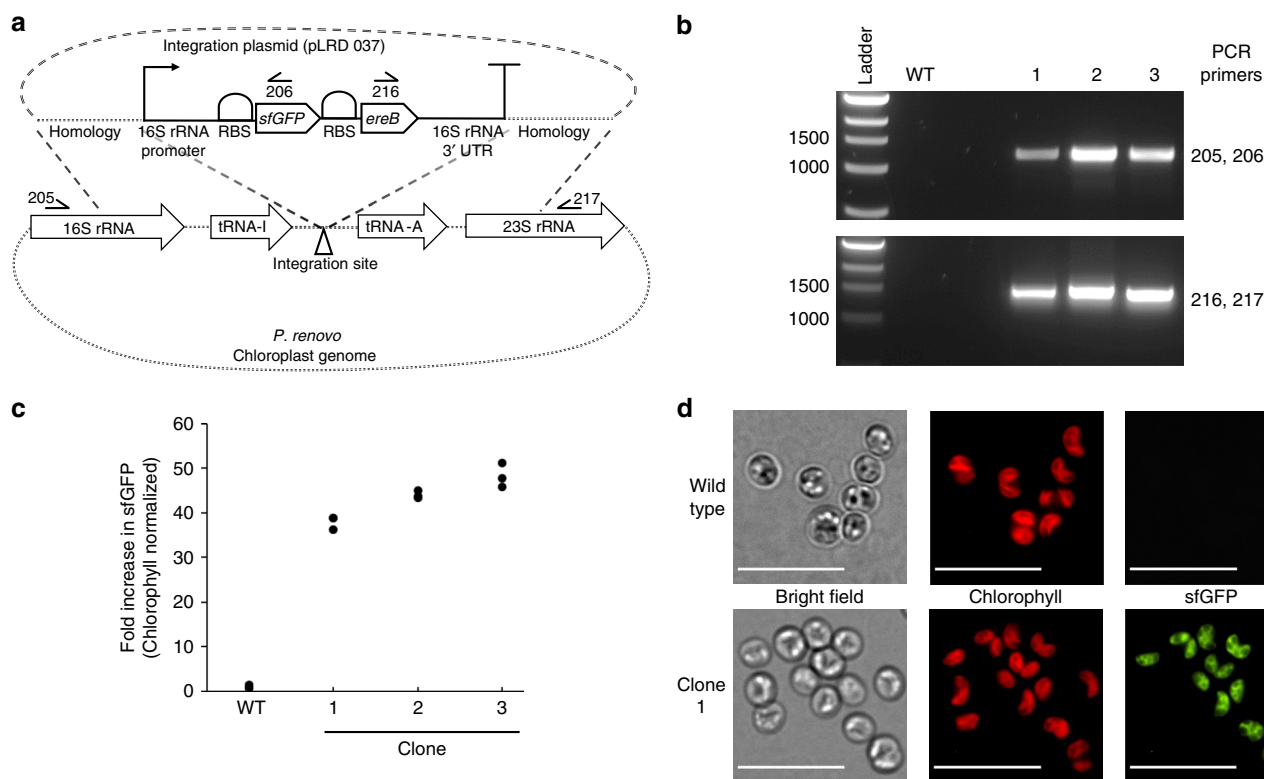 a
Integration plasmid (pLRD 037)
206
216
Homology
16S rRNA
promoter
RBS
sfGFP
RBS
ereB
16S rRNA
3′ UTR
Homology
205
217
16S rRNA
tRNA-I
tRNA-A
23S rRNA
Integration site
P. renovo
Chloroplast genome
b
Ladder
WT
1
2
3
PCR
primers
1500
1000
205, 206
1500
1000
216, 217
c
Fold increase in sfGFP
(Chlorophyll normalized)
60
50
40
30
20
10
0
WT
1
2
3
Clone
d
Wild
type
Bright field
Chlorophyll
sfGFP
Clone
1